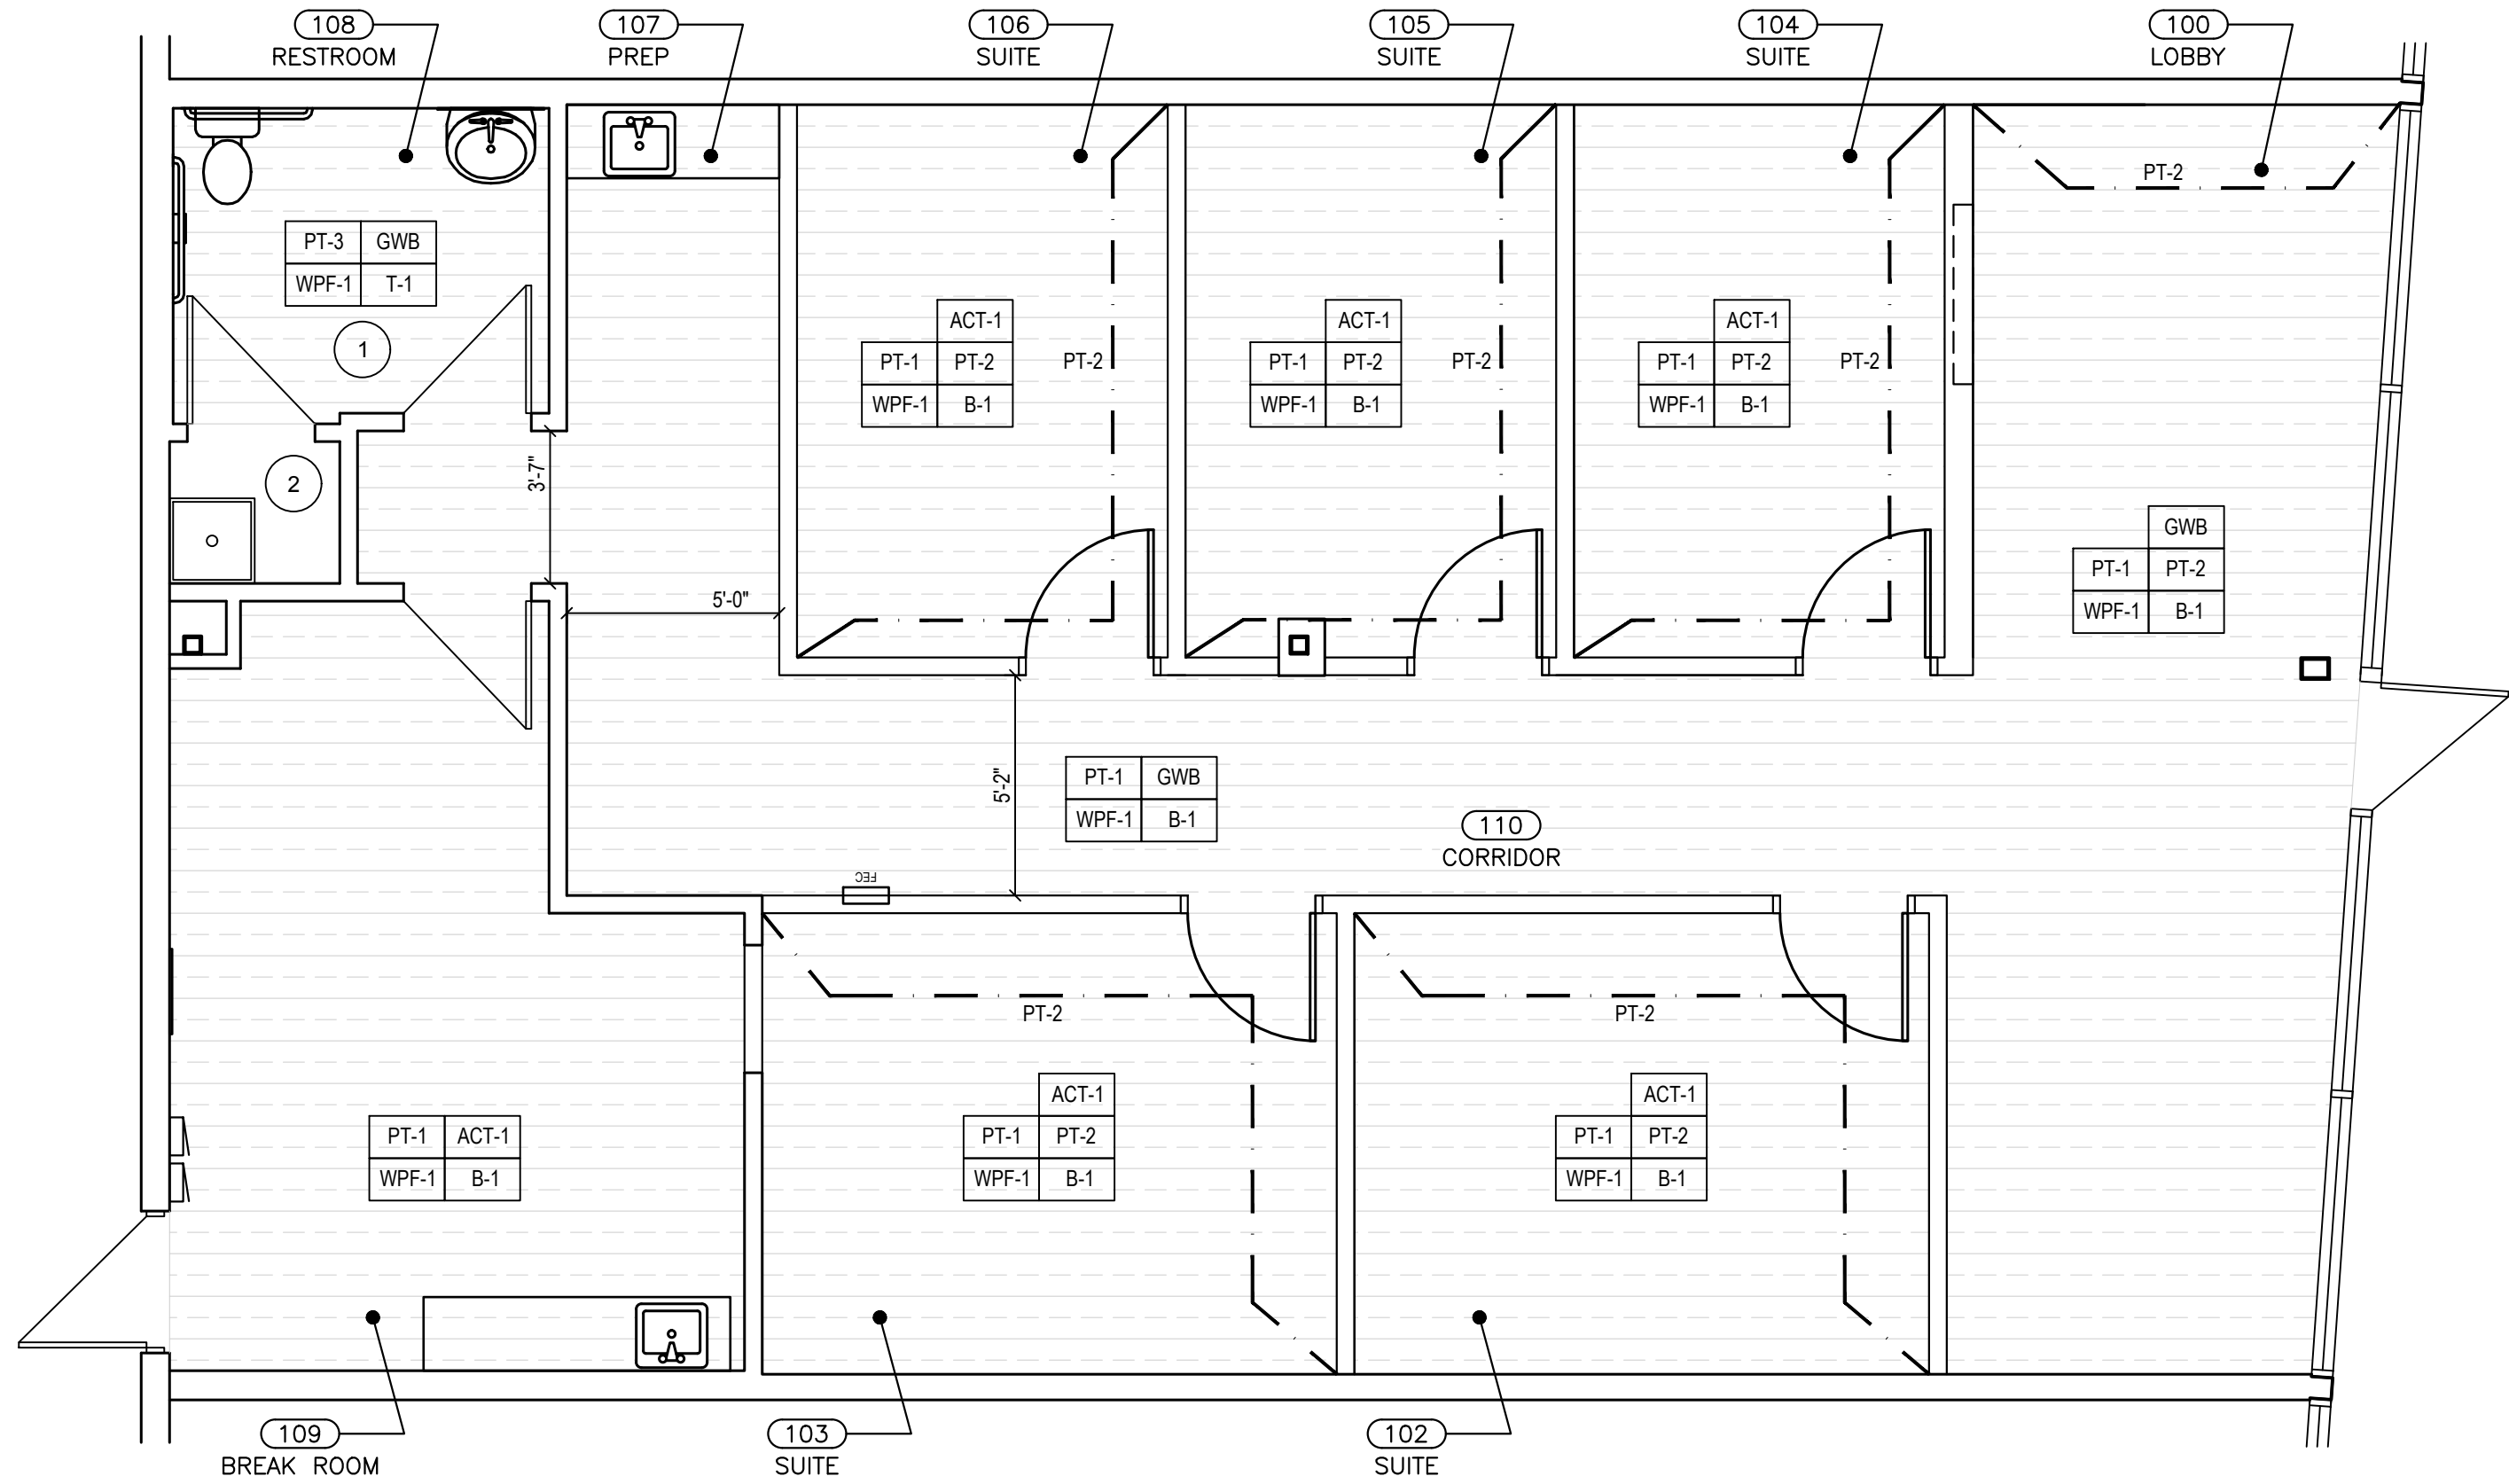 108
RESTROOM
107
PREP
106
SUITE
105
SUITE
104
SUITE
100
LOBBY
PT-2
PT-3 GWB
WPF-1 T-1
1
2
3'-7"
5'-0"
ACT-1
PT-1 PT-2
WPF-1 B-1
PT-2
ACT-1
PT-1 PT-2
WPF-1 B-1
PT-2
ACT-1
PT-1 PT-2
WPF-1 B-1
PT-2
GWB
PT-1 PT-2
WPF-1 B-1
5'-2"
PT-1 GWB
WPF-1 B-1
110
CORRIDOR
FEC
PT-2
PT-2
PT-1 ACT-1
WPF-1 B-1
ACT-1
PT-1 PT-2
WPF-1 B-1
ACT-1
PT-1 PT-2
WPF-1 B-1
109
BREAK ROOM
103
SUITE
102
SUITE